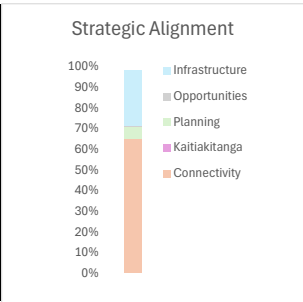 Strategic Alignment
100%
90%
80%
70%
60%
50%
40%
30%
20%
10%
0%
Infrastructure
Opportunities
Planning
Kaitiakitanga
Connectivity